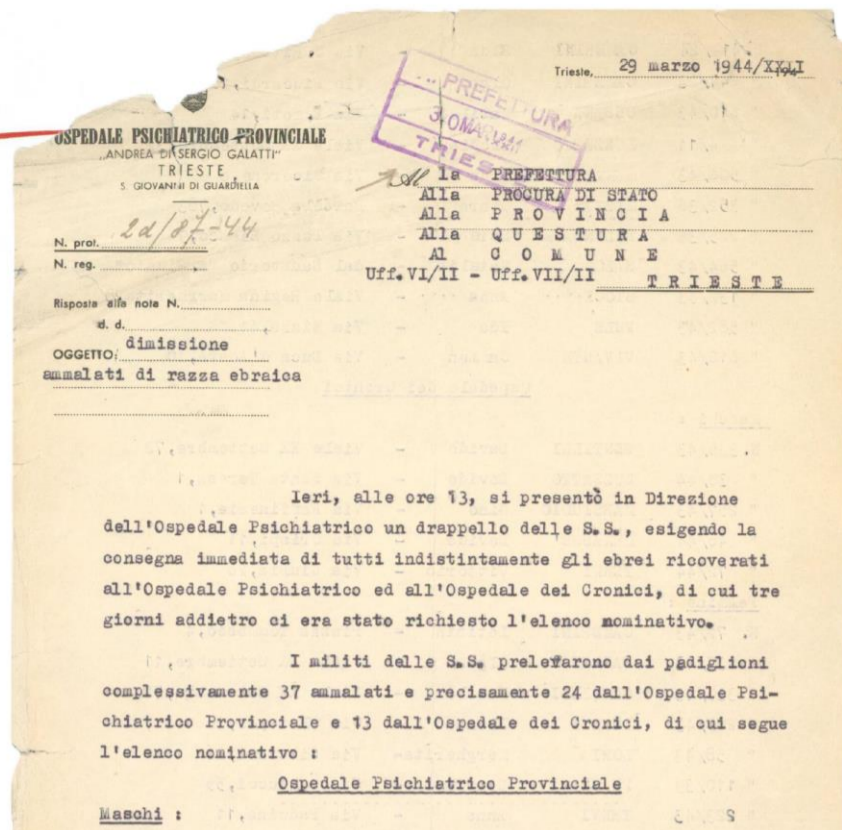 Trieste, 29 marzo 1944/XXII
PREFETTURA
30 MAR 1944
TRIESTE
OSPEDALE PSICHIATRICO PROVINCIALE
„ANDREA DI SERGIO GALATTI“
TRIESTE
S. GIOVANNI DI GUARDIELLA
Al la PREFETTURA
Alla PROCURA DI STATO
Alla PROVINCIA
Alla QUESTURA
Al COMUNE
Uff.VI/II - Uff.VII/II TRIESTE
N. prot. 2d/87-44
N. reg.
Risposta alla nota N.
d. d.
OGGETTO: dimissione
ammalati di razza ebraica
Ieri, alle ore 13, si presentò in Direzione
dell'Ospedale Psichiatrico un drappello delle S.S., esigendo la
consegna immediata di tutti indistintamente gli ebrei ricoverati
all'Ospedale Psichiatrico ed all'Ospedale dei Cronici, di cui tre
giorni addietro ci era stato richiesto l'elenco nominativo.
I militi delle S.S. prelevarono dai padiglioni
complessivamente 37 ammalati e precisamente 24 dall'Ospedale Psi-
chiatrico Provinciale e 13 dall'Ospedale dei Cronici, di cui segue
l'elenco nominativo :
Ospedale Psichiatrico Provinciale
Maschi :